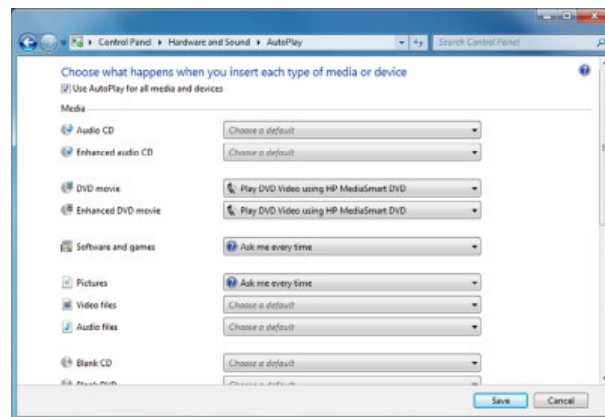 Control Panel ▸ Hardware and Sound ▸ AutoPlay
Search Control Panel
Choose what happens when you insert each type of media or device
Use AutoPlay for all media and devices
Media
Audio CD Choose a default
Enhanced audio CD Choose a default
DVD movie Play DVD Video using HP MediaSmart DVD
Enhanced DVD movie Play DVD Video using HP MediaSmart DVD
Software and games Ask me every time
Pictures Ask me every time
Video files Choose a default
Audio files Choose a default
Blank CD Choose a default
Blank DVD Choose a default
Save Cancel